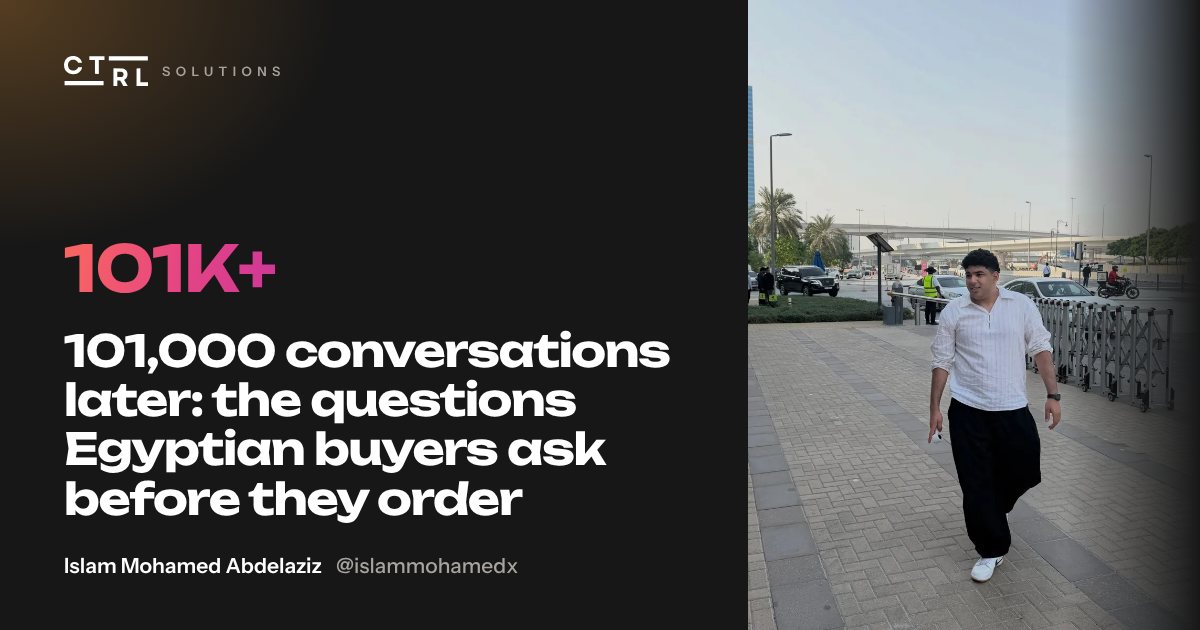 CTRL SOLUTIONS
101K+
101,000 conversations
later: the questions
Egyptian buyers ask
before they order
Islam Mohamed Abdelaziz @islammohamedx